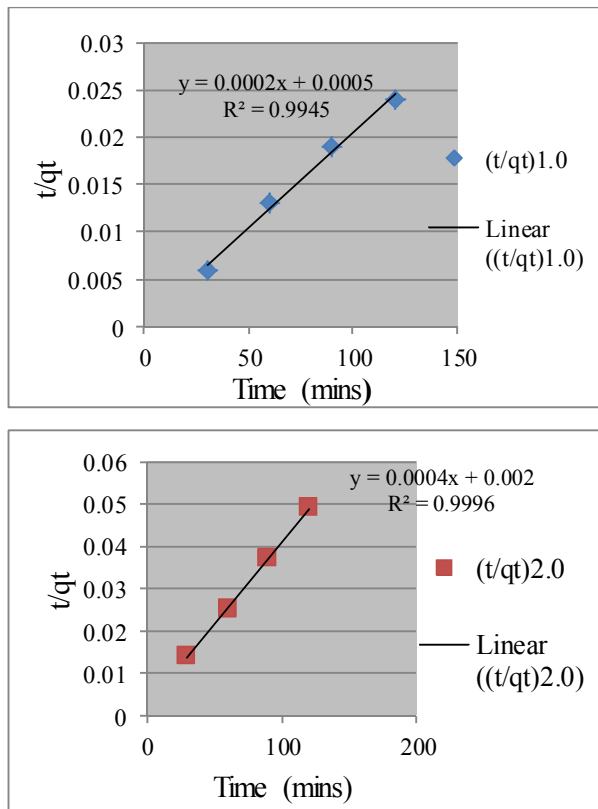 0.03
0.025
0.02
0.015
0.01
0.005
0
t/qt
y = 0.0002x + 0.0005
R² = 0.9945
(t/qt)1.0
Linear
((t/qt)1.0)
0
50
100
150
Time (mins)
0.06
0.05
0.04
0.03
0.02
0.01
0
t/qt
y = 0.0004x + 0.002
R² = 0.9996
(t/qt)2.0
Linear
((t/qt)2.0)
0
100
200
Time (mins)